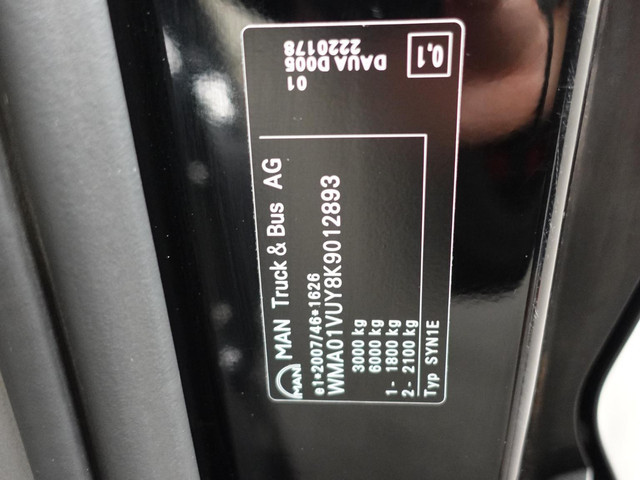 MAN
MAN Truck & Bus AG
e1*2007/46*1626
WMA01VUY8K9012893
3000 kg
6000 kg
1- 1800 kg
2- 2100 kg
Typ SYN1E
01
DAUA D005
2220178
0,1